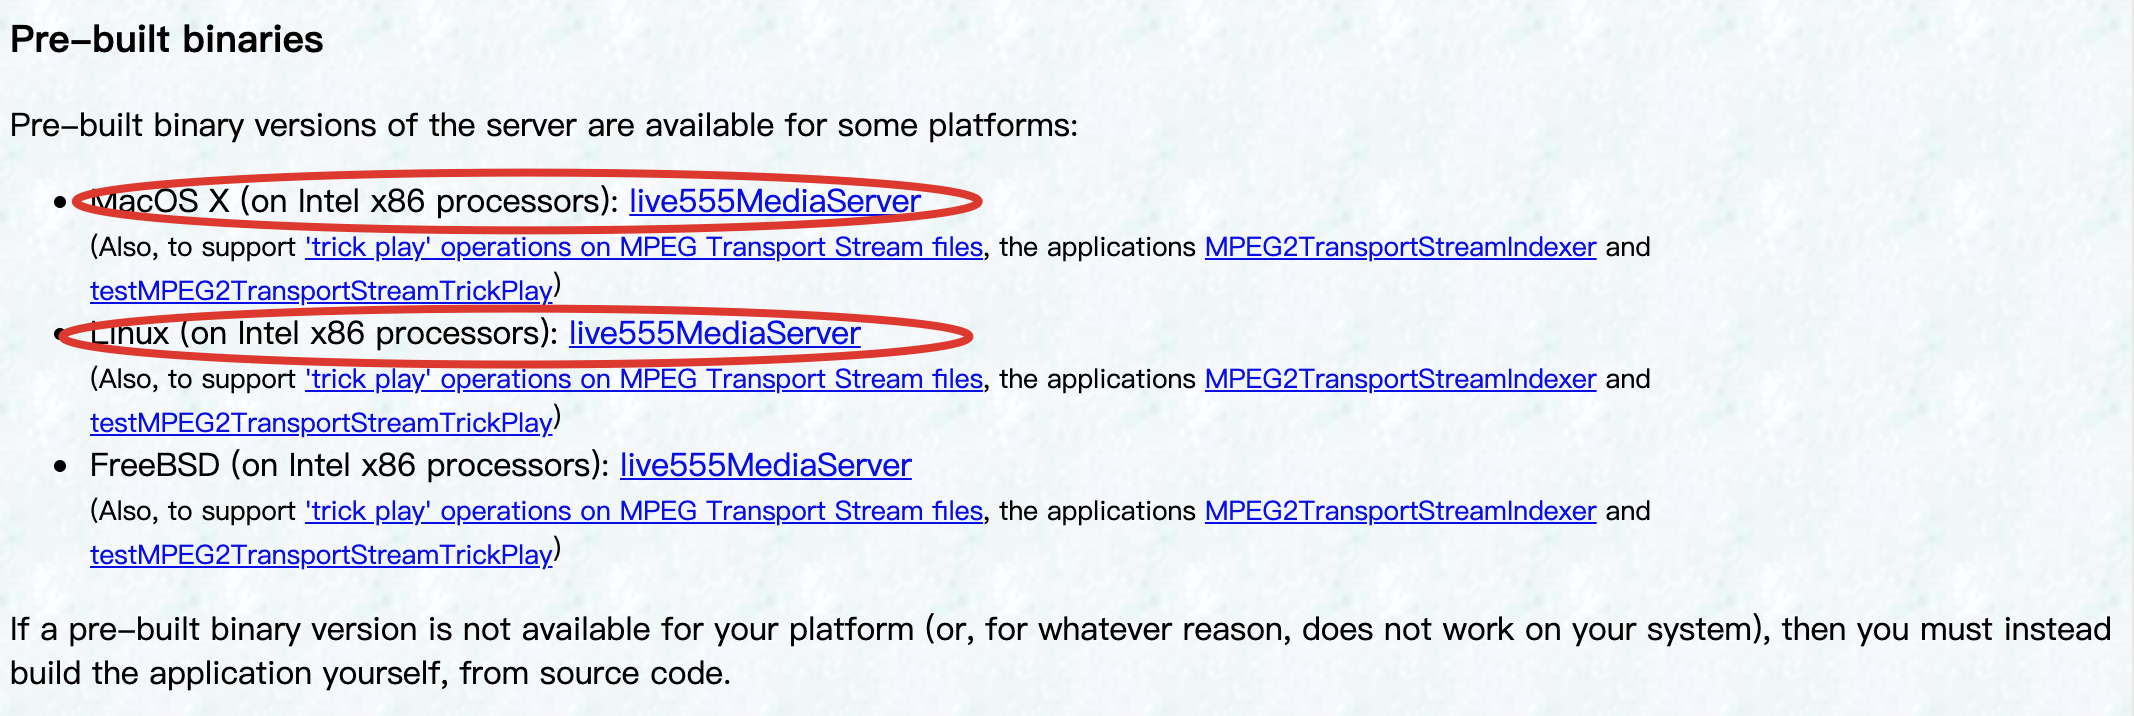 Pre-built binaries
Pre-built binary versions of the server are available for some platforms:
• MacOS X (on Intel x86 processors): live555MediaServer
(Also, to support 'trick play' operations on MPEG Transport Stream files, the applications MPEG2TransportStreamIndexer and
testMPEG2TransportStreamTrickPlay)
• Linux (on Intel x86 processors): live555MediaServer
(Also, to support 'trick play' operations on MPEG Transport Stream files, the applications MPEG2TransportStreamIndexer and
testMPEG2TransportStreamTrickPlay)
• FreeBSD (on Intel x86 processors): live555MediaServer
(Also, to support 'trick play' operations on MPEG Transport Stream files, the applications MPEG2TransportStreamIndexer and
testMPEG2TransportStreamTrickPlay)
If a pre-built binary version is not available for your platform (or, for whatever reason, does not work on your system), then you must instead
build the application yourself, from source code.